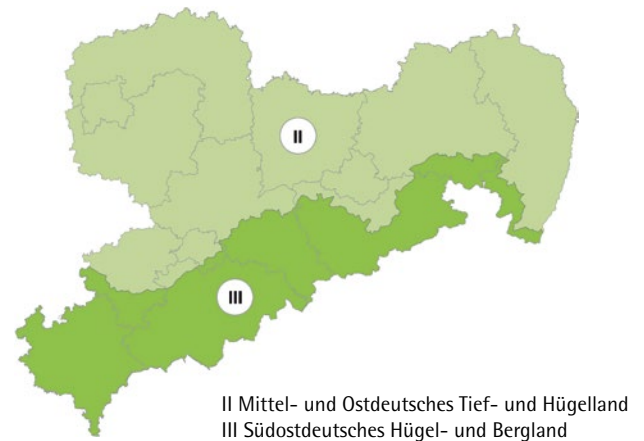 II
III
II Mittel- und Ostdeutsches Tief- und Hügelland
III Südostdeutsches Hügel- und Bergland